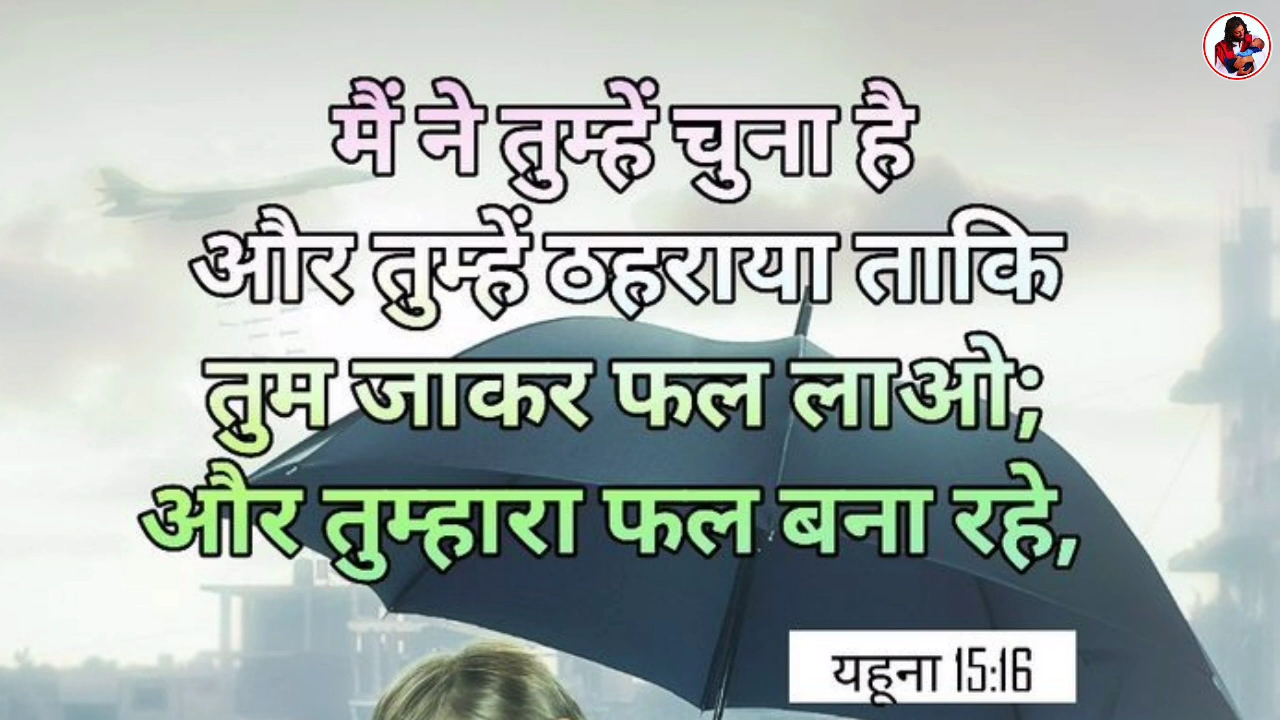 मैं ने तुम्हें चुना है
और तुम्हें ठहराया ताकि
तुम जाकर फल लाओ;
और तुम्हारा फल बना रहे,
यहूना 15:16